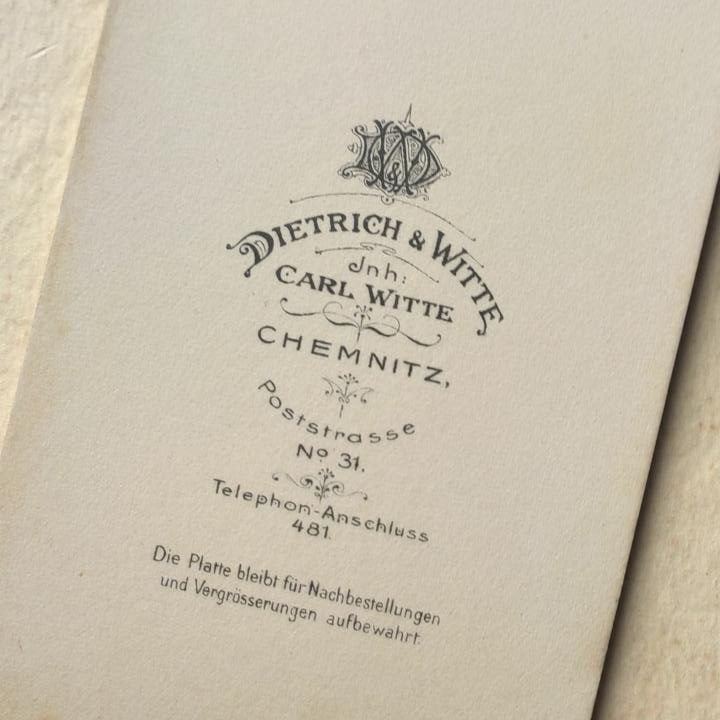 D&W
DIETRICH & WITTE
Jnh:
CARL WITTE
CHEMNITZ,
Poststrasse
No 31.
Telephon-Anschluss
481.
Die Platte bleibt für Nachbestellungen
und Vergrösserungen aufbewahrt.